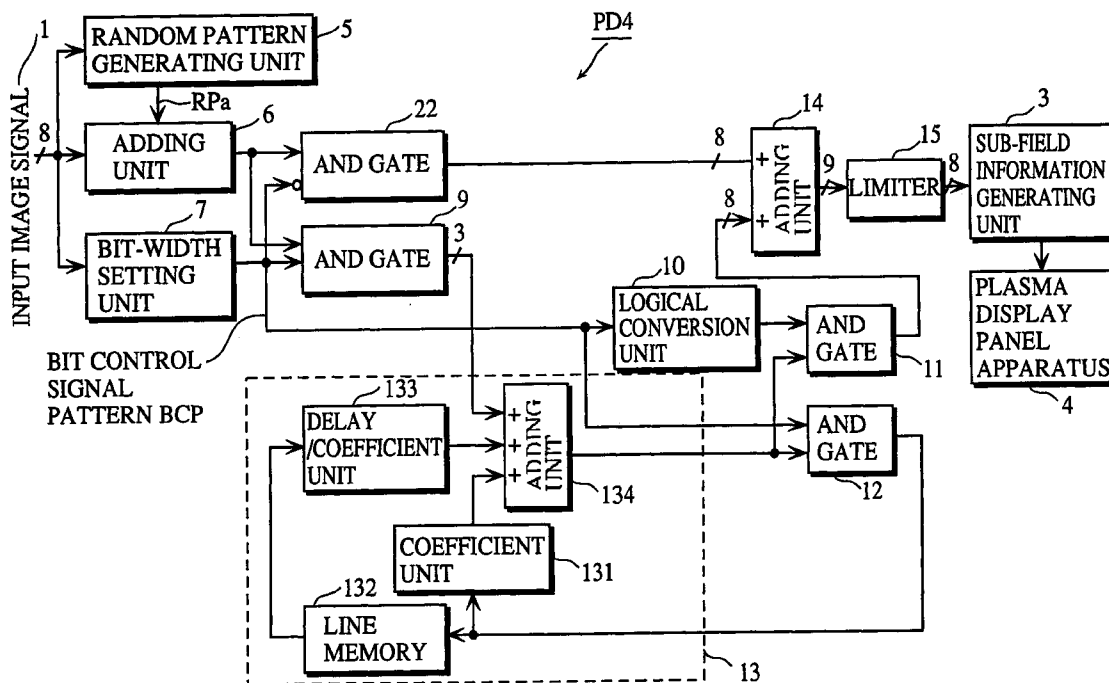 PD4
1
INPUT IMAGE SIGNAL
8
RANDOM PATTERN
GENERATING UNIT
5
RPa
6
ADDING
UNIT
7
BIT-WIDTH
SETTING
UNIT
22
AND GATE
9
AND GATE
3
8
8
14
+
+
ADDING
UNIT
9
15
LIMITER
8
3
SUB-FIELD
INFORMATION
GENERATING
UNIT
PLASMA
DISPLAY
PANEL
APPARATUS
4
10
LOGICAL
CONVERSION
UNIT
AND
GATE
11
BIT CONTROL
SIGNAL
PATTERN BCP
133
DELAY
/COEFFICIENT
UNIT
+
+
+
ADDING
UNIT
134
AND
GATE
12
COEFFICIENT
UNIT
131
132
LINE
MEMORY
13